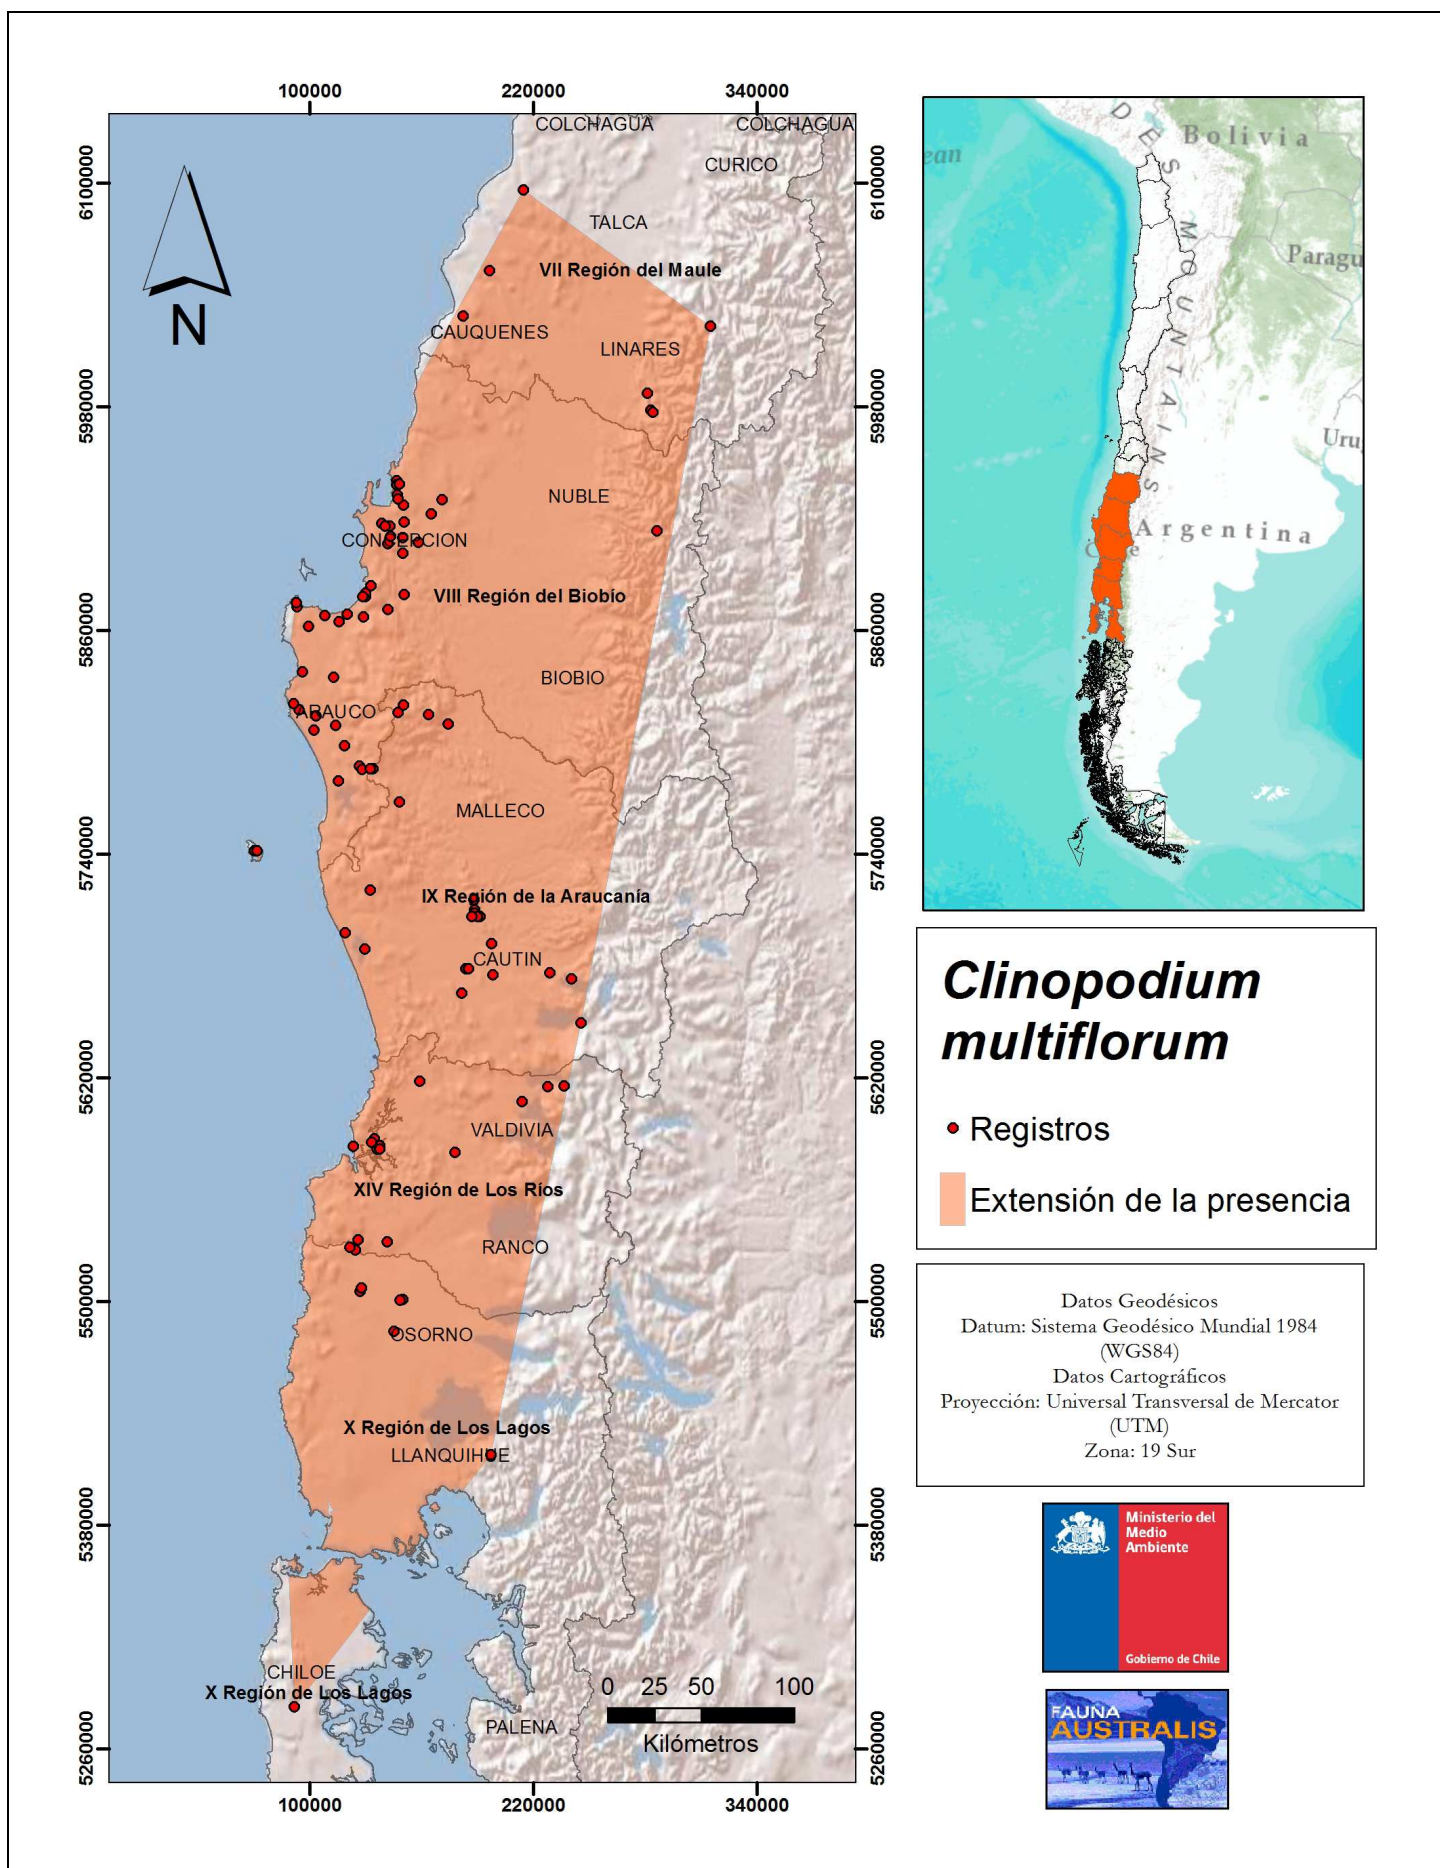 100000
220000
340000
COLCHAGUA
COLCHAGUA
CURICO
6100000
6100000
TALCA
VII Región del Maule
N
CAUQUENES
LINARES
5980000
5980000
NUBLE
CONCEPCION
VIII Región del Biobío
5860000
5860000
BIOBIO
ARAUCO
MALLECO
5740000
5740000
IX Región de la Araucanía
CAUTIN
5620000
5620000
VALDIVIA
XIV Región de Los Ríos
RANCO
5500000
5500000
OSORNO
X Región de Los Lagos
LLANQUIHUE
5380000
5380000
CHILOE
X Región de Los Lagos
PALENA
0 25 50 100
Kilómetros
5260000
5260000
100000
220000
340000
DES MOUNTAINS
Bolivia
ean
Paragu
Uru
Argentina
Clinopodium
multiflorum
Registros
Extensión de la presencia
Datos Geodésicos
Datum: Sistema Geodésico Mundial 1984
(WGS84)
Datos Cartográficos
Proyección: Universal Transversal de Mercator
(UTM)
Zona: 19 Sur
Ministerio del
Medio
Ambiente
Gobierno de Chile
FAUNA
AUSTRALIS